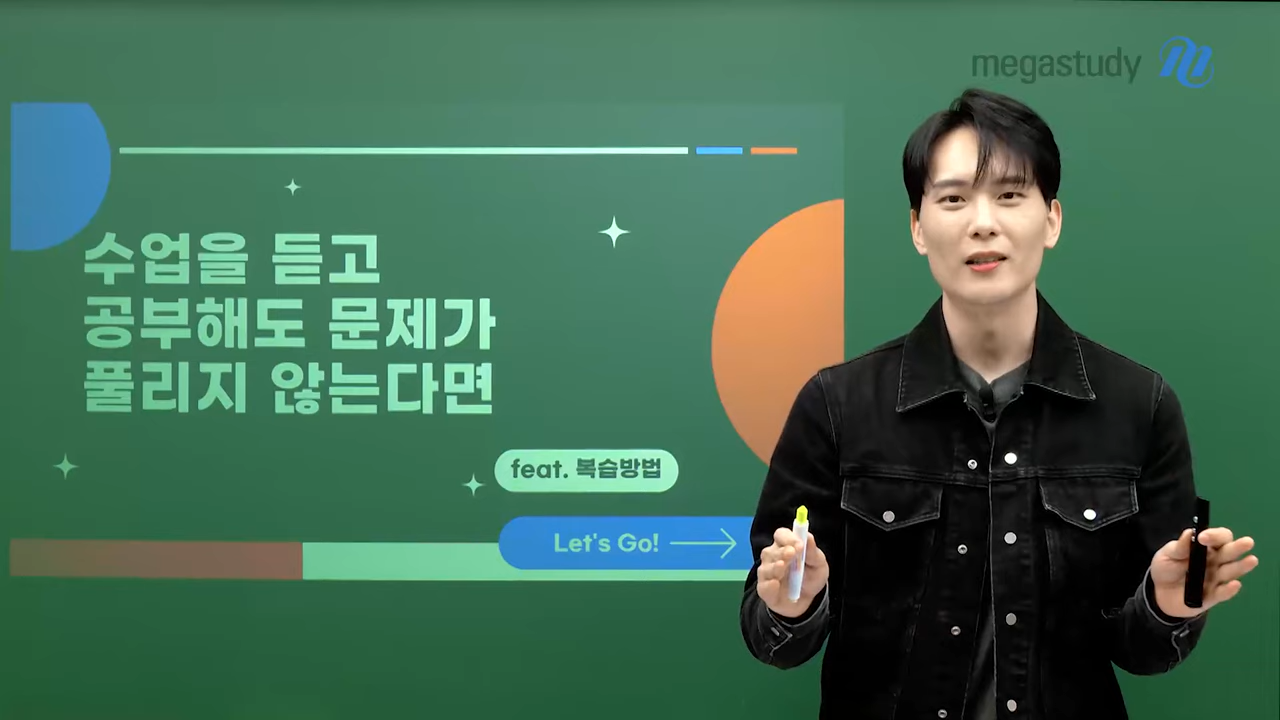 megastudy
수업을 듣고
공부해도 문제가
풀리지 않는다면
feat. 복습방법
Let's Go!